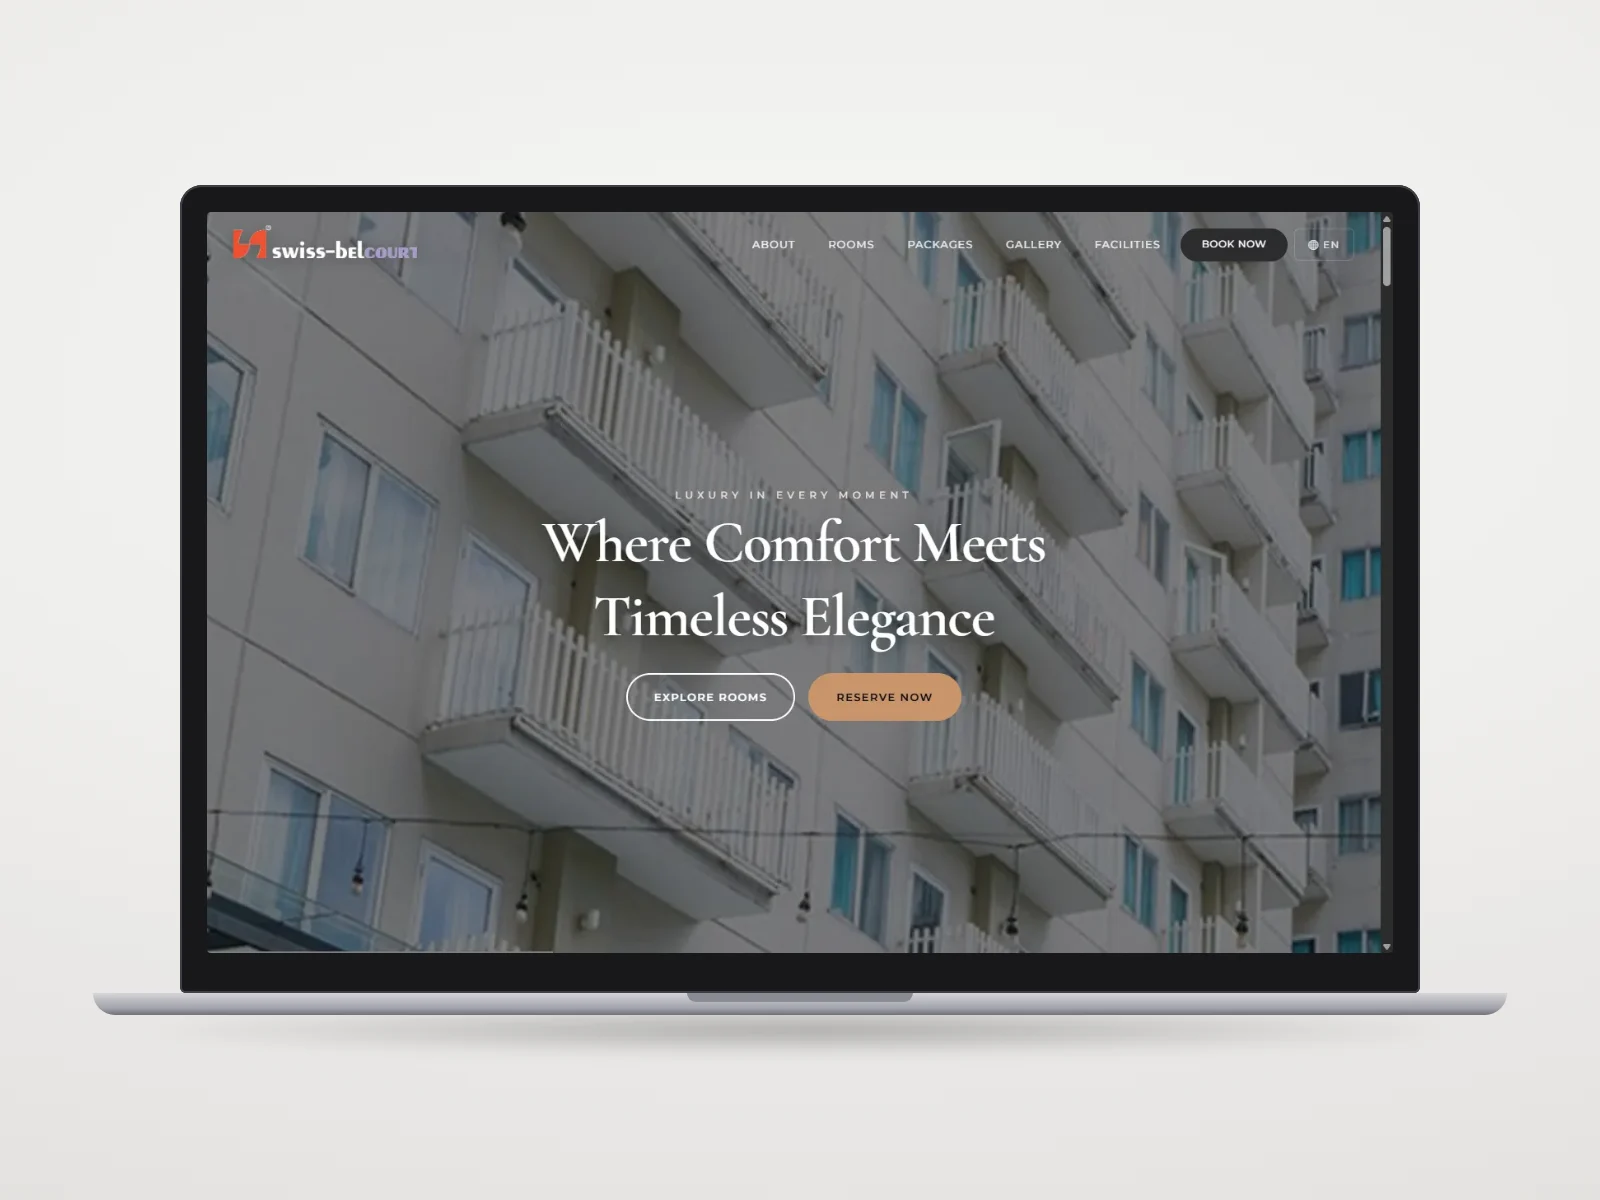 swiss-belCOURT
ABOUT
ROOMS
PACKAGES
GALLERY
FACILITIES
BOOK NOW
EN
LUXURY IN EVERY MOMENT
Where Comfort Meets
Timeless Elegance
EXPLORE ROOMS
RESERVE NOW